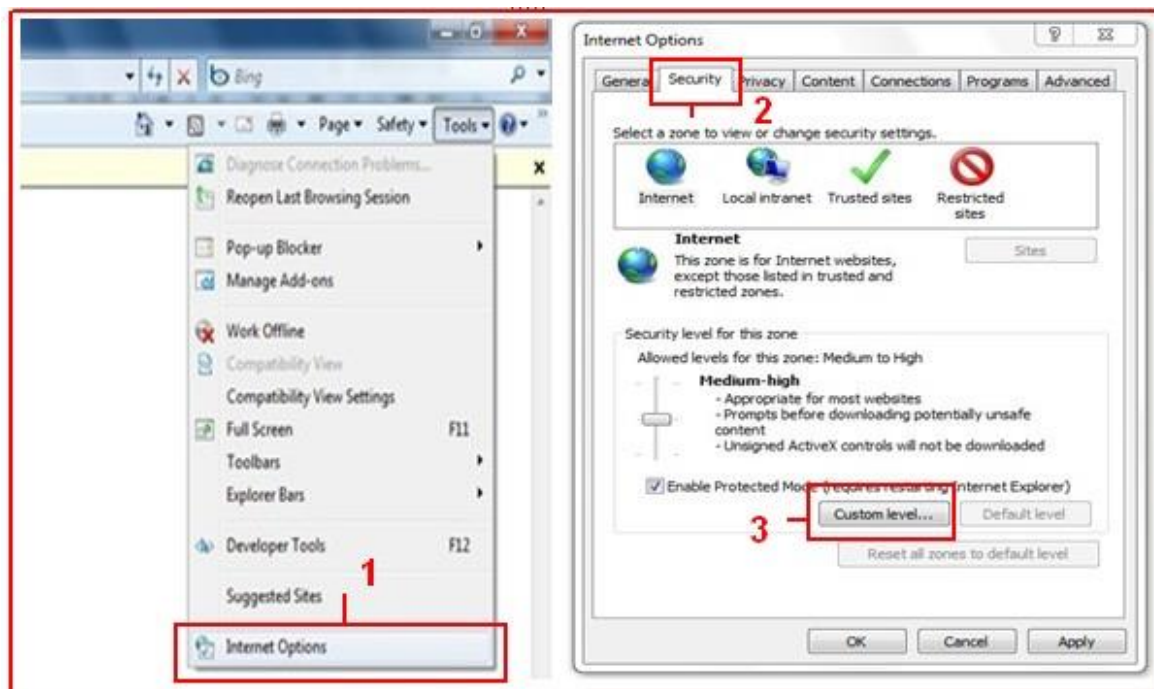 Bing
Page Safety Tools
Diagnose Connection Problems...
Reopen Last Browsing Session
Pop-up Blocker
Manage Add-ons
Work Offline
Compatibility View
Compatibility View Settings
Full Screen F11
Toolbars
Explorer Bars
Developer Tools F12
1
Suggested Sites
Internet Options
Internet Options
General Security Privacy Content Connections Programs Advanced
2
Select a zone to view or change security settings.
Internet Local intranet Trusted sites Restricted
sites
Internet
Sites
This zone is for Internet websites,
except those listed in trusted and
restricted zones.
Security level for this zone
Allowed levels for this zone: Medium to High
Medium-high
- Appropriate for most websites
- Prompts before downloading potentially unsafe
content
- Unsigned ActiveX controls will not be downloaded
Enable Protected Mode (requires restarting Internet Explorer)
3 Custom level... Default level
Reset all zones to default level
OK Cancel Apply